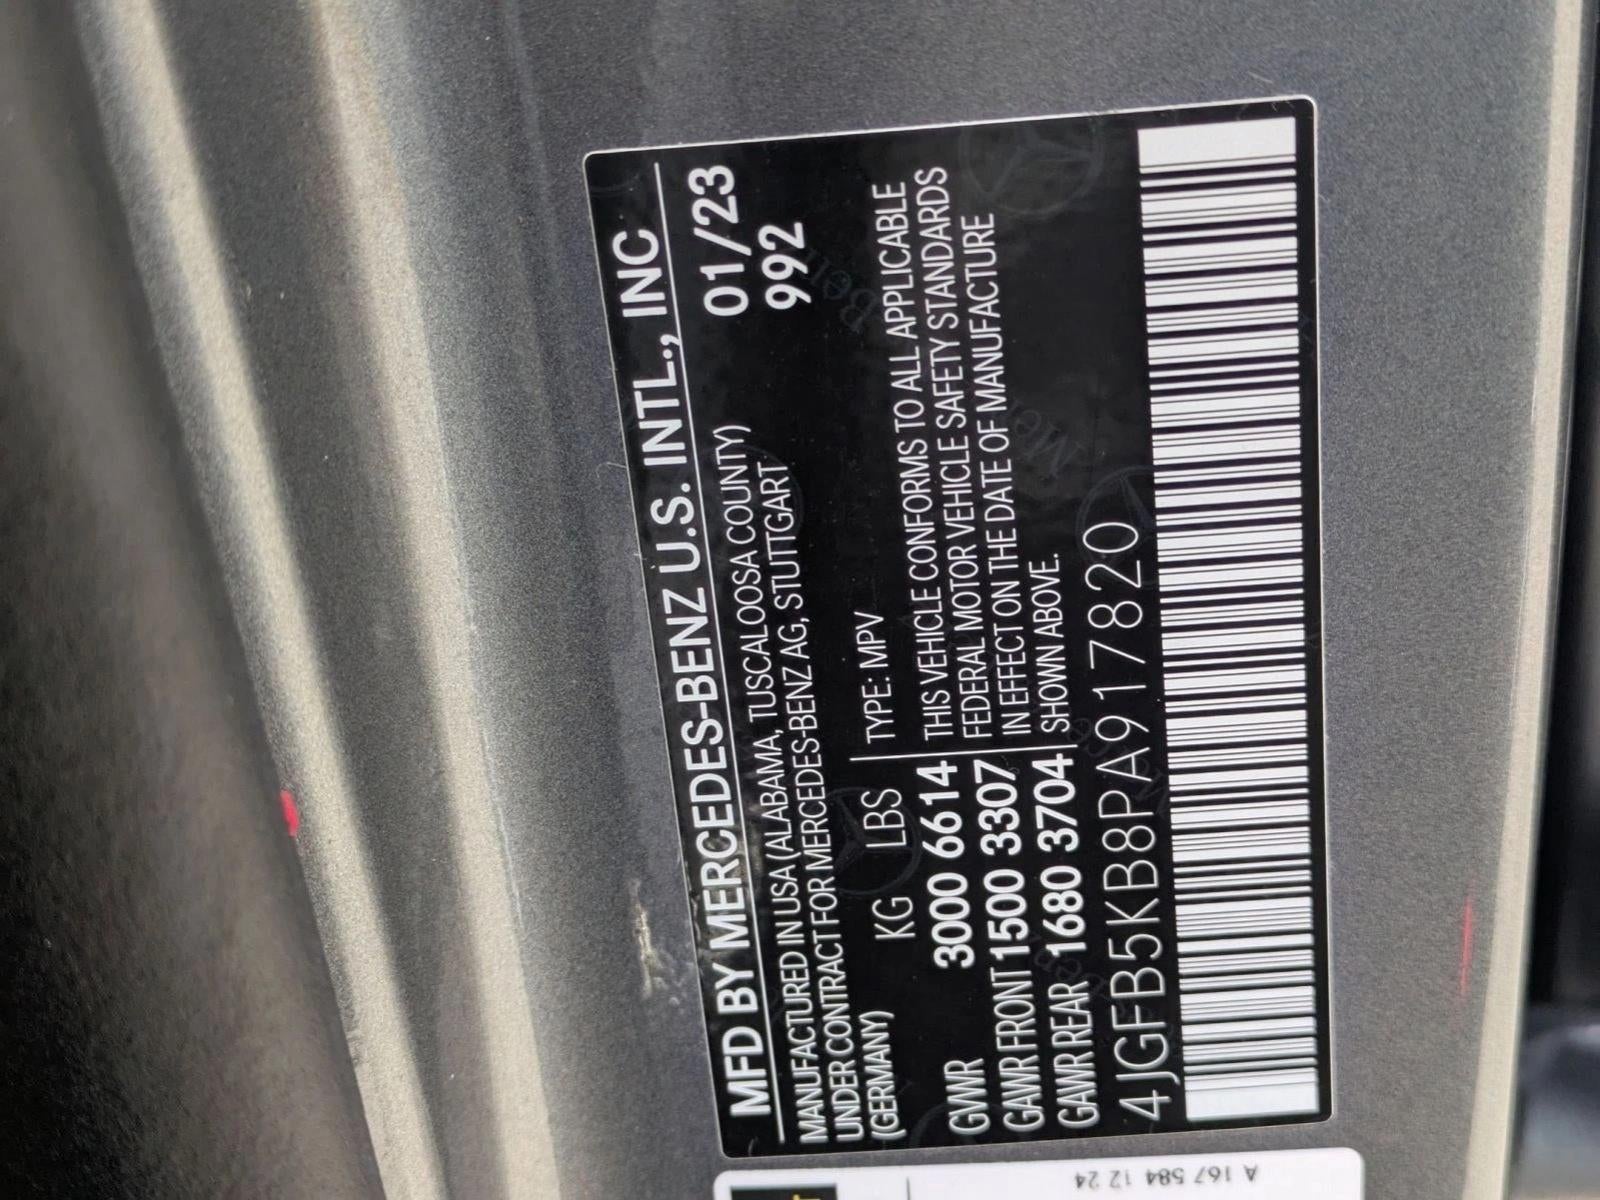 MFD BY MERCEDES-BENZ U.S. INTL., INC
MANUFACTURED IN USA (ALABAMA, TUSCALOOSA COUNTY) 01/23
UNDER CONTRACT FOR MERCEDES-BENZ AG, STUTTGART 992
(GERMANY)
KG LBS TYPE: MPV
GVWR 3000 6614
GAWR FRONT 1500 3307
GAWR REAR 1680 3704
THIS VEHICLE CONFORMS TO ALL APPLICABLE
FEDERAL MOTOR VEHICLE SAFETY STANDARDS
IN EFFECT ON THE DATE OF MANUFACTURE
SHOWN ABOVE.
4JGFB5KB8PA917820
A 167 584 12 24